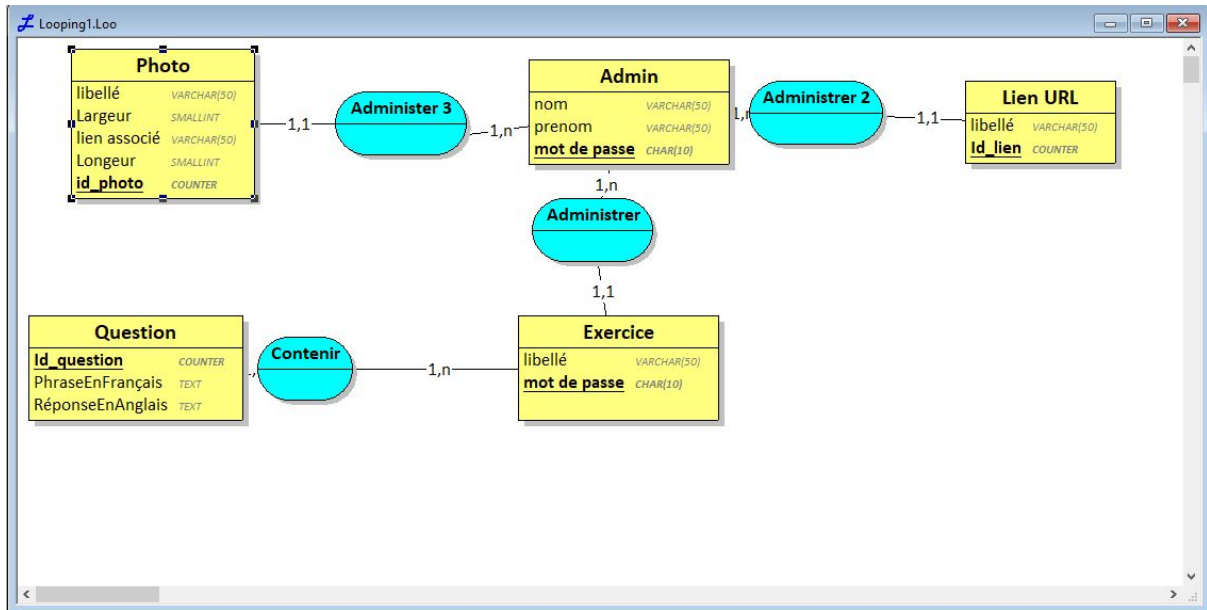 Looping1.Loo
Photo
libellé VARCHAR(50)
Largeur SMALLINT
lien associé VARCHAR(50)
Longeur SMALLINT
id_photo COUNTER
1,1
Administer 3
1,n
Admin
nom VARCHAR(50)
prenom VARCHAR(50)
mot de passe CHAR(10)
Administrer 2
1,1
Lien URL
libellé VARCHAR(50)
Id_lien COUNTER
1,n
Administrer
1,1
Question
Id_question COUNTER
PhraseEnFrançais TEXT
RéponseEnAnglais TEXT
Contenir
1,n
Exercice
libellé VARCHAR(50)
mot de passe CHAR(10)